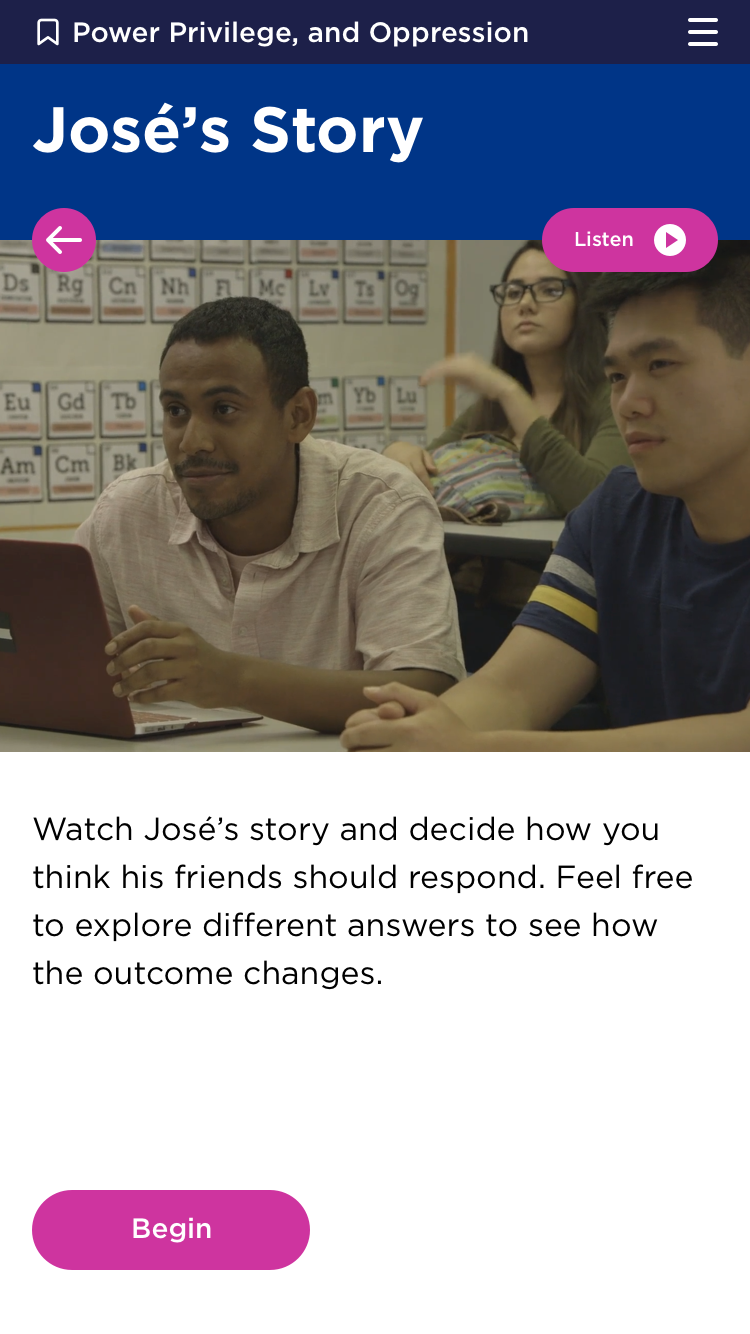 Power Privilege, and Oppression
José’s Story
Listen
Ds Rg Cn Nh Fl Mc Lv Ts Og
Eu Gd Tb Yb Lu
Am Cm Bk
Watch José’s story and decide how you
think his friends should respond. Feel free
to explore different answers to see how
the outcome changes.
Begin